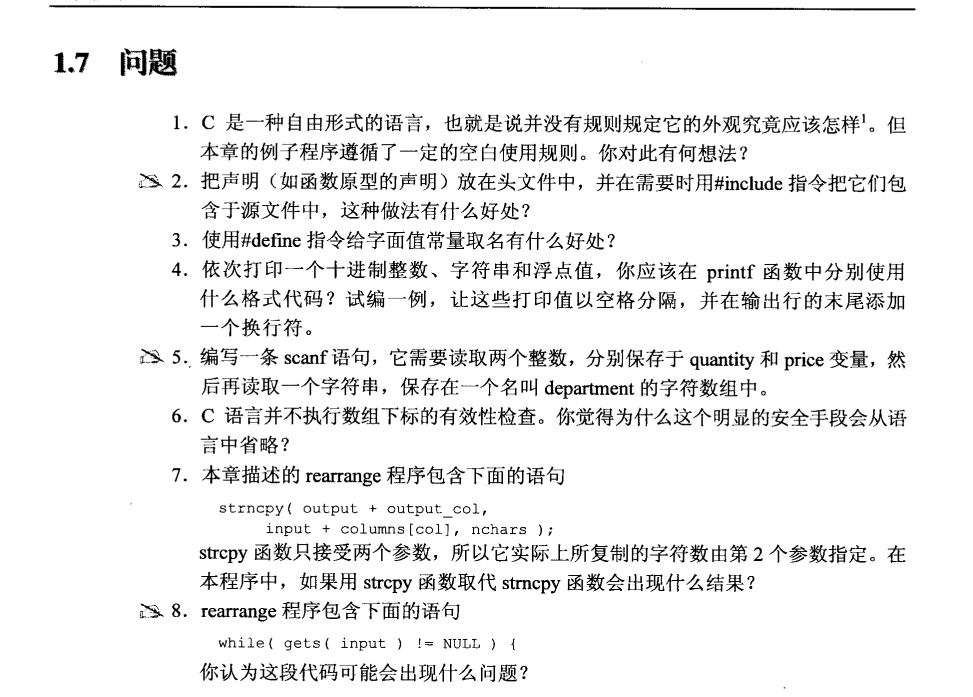 1.7 问题
1. C 是一种自由形式的语言，也就是说并没有规则规定它的外观究竟应该怎样¹。但
本章的例子程序遵循了一定的空白使用规则。你对此有何想法？
2. 把声明（如函数原型的声明）放在头文件中，并在需要时用#include 指令把它们包
含于源文件中，这种做法有什么好处？
3. 使用#define 指令给字面值常量取名有什么好处？
4. 依次打印一个十进制整数、字符串和浮点值，你应该在 printf 函数中分别使用
什么格式代码？试编一例，让这些打印值以空格分隔，并在输出行的末尾添加
一个换行符。
5. 编写一条 scanf 语句，它需要读取两个整数，分别保存于 quantity 和 price 变量，然
后再读取一个字符串，保存在一个名叫 department 的字符数组中。
6. C 语言并不执行数组下标的有效性检查。你觉得为什么这个明显的安全手段会从语
言中省略？
7. 本章描述的 rearrange 程序包含下面的语句
strncpy( output + output_col,
input + columns[col], nchars );
strcpy 函数只接受两个参数，所以它实际上所复制的字符数由第 2 个参数指定。在
本程序中，如果用 strcpy 函数取代 strncpy 函数会出现什么结果？
8. rearrange 程序包含下面的语句
while( gets( input ) != NULL ) {
你认为这段代码可能会出现什么问题？